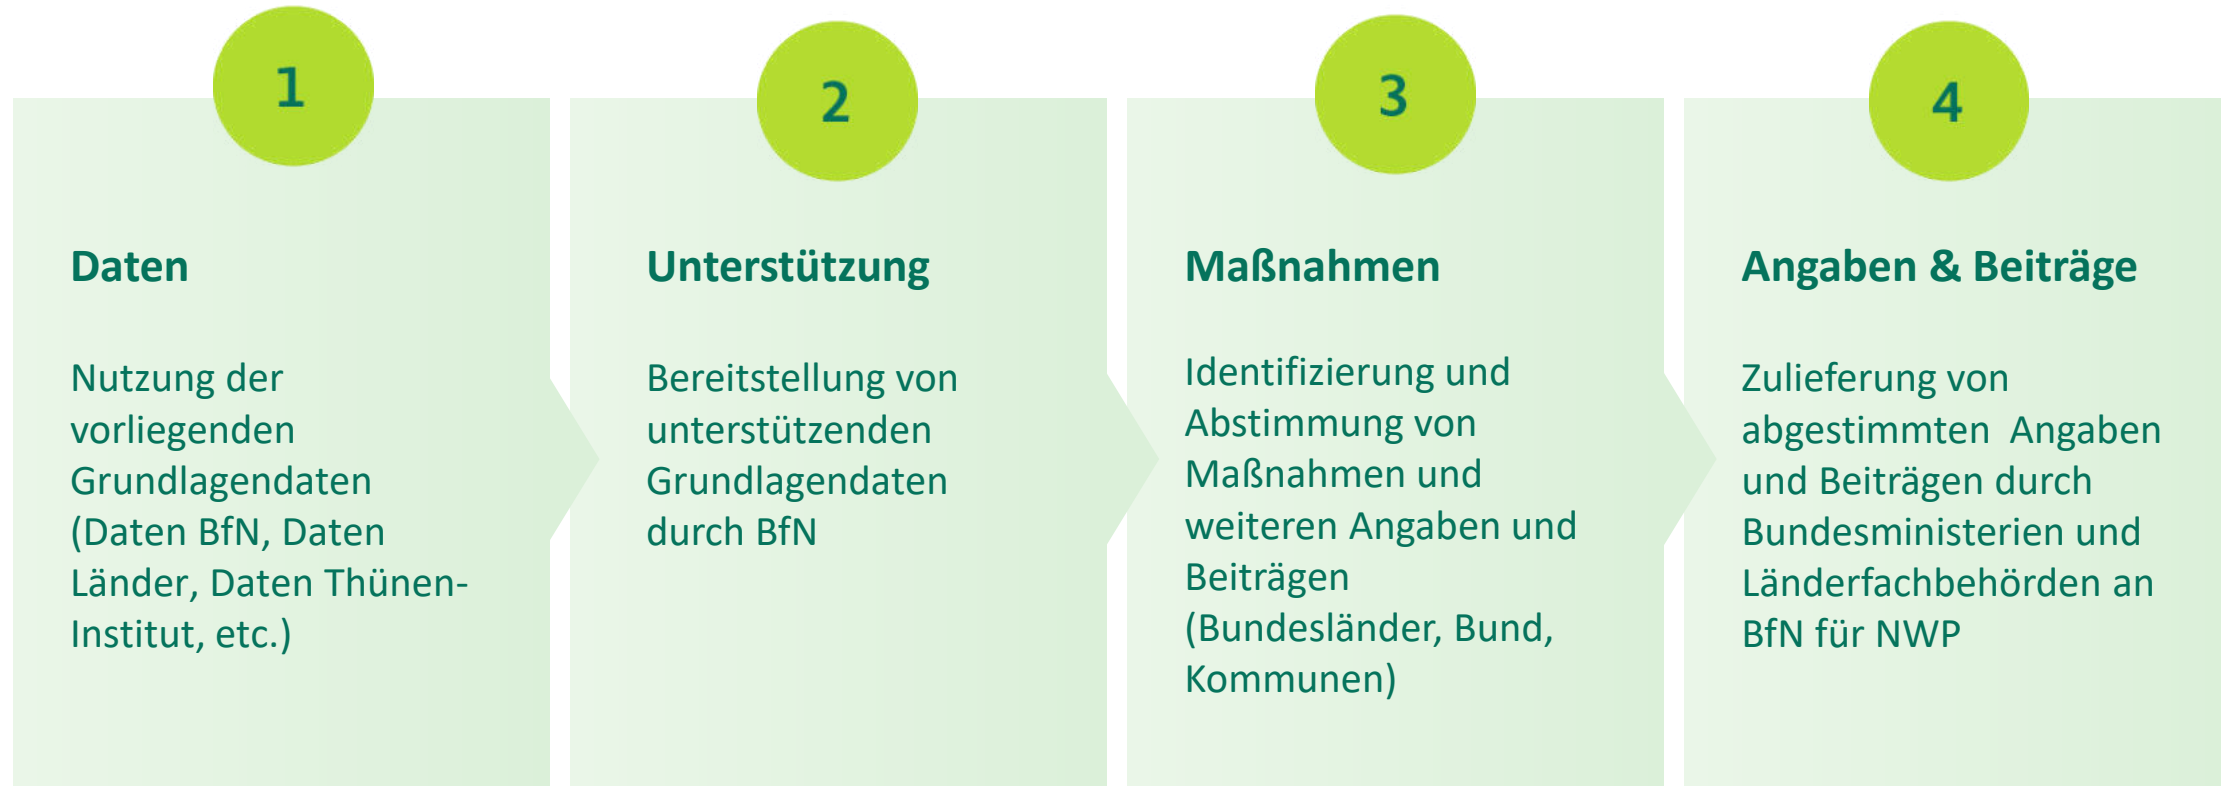 1
Daten
Nutzung der
vorliegenden
Grundlagendaten
(Daten BfN, Daten
Länder, Daten Thünen-
Institut, etc.)
2
Unterstützung
Bereitstellung von
unterstützenden
Grundlagendaten
durch BfN
3
Maßnahmen
Identifizierung und
Abstimmung von
Maßnahmen und
weiteren Angaben und
Beiträgen
(Bundesländer, Bund,
Kommunen)
4
Angaben & Beiträge
Zulieferung von
abgestimmten  Angaben
und Beiträgen durch
Bundesministerien und
Länderfachbehörden an
BfN für NWP